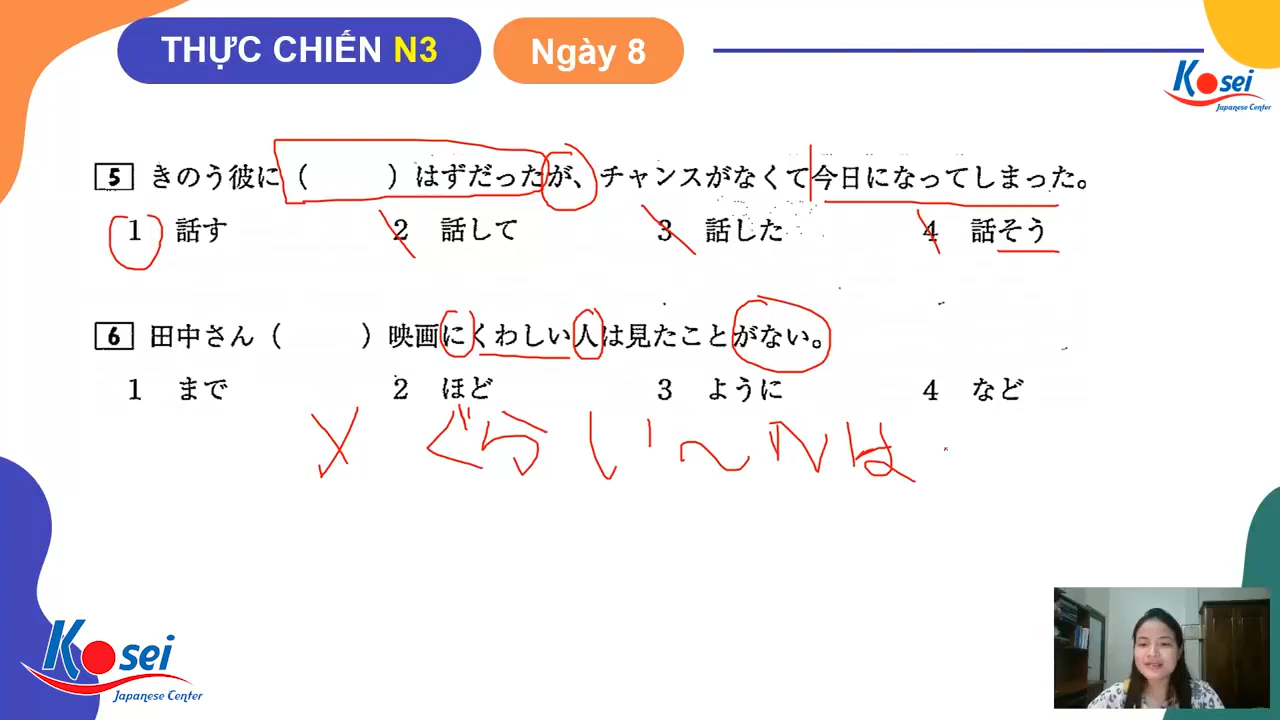 THỰC CHIẾN N3
Ngày 8
Kosei
Japanese Center
5 きのう彼に（　　）はずだったが、チャンスがなくて今日になってしまった。
1 話す 2 話して 3 話した 4 話そう
6 田中さん（　　）映画にくわしい人は見たことがない。
1 まで 2 ほど 3 ように 4 など
X ぐらい～Nは
Kosei
Japanese Center